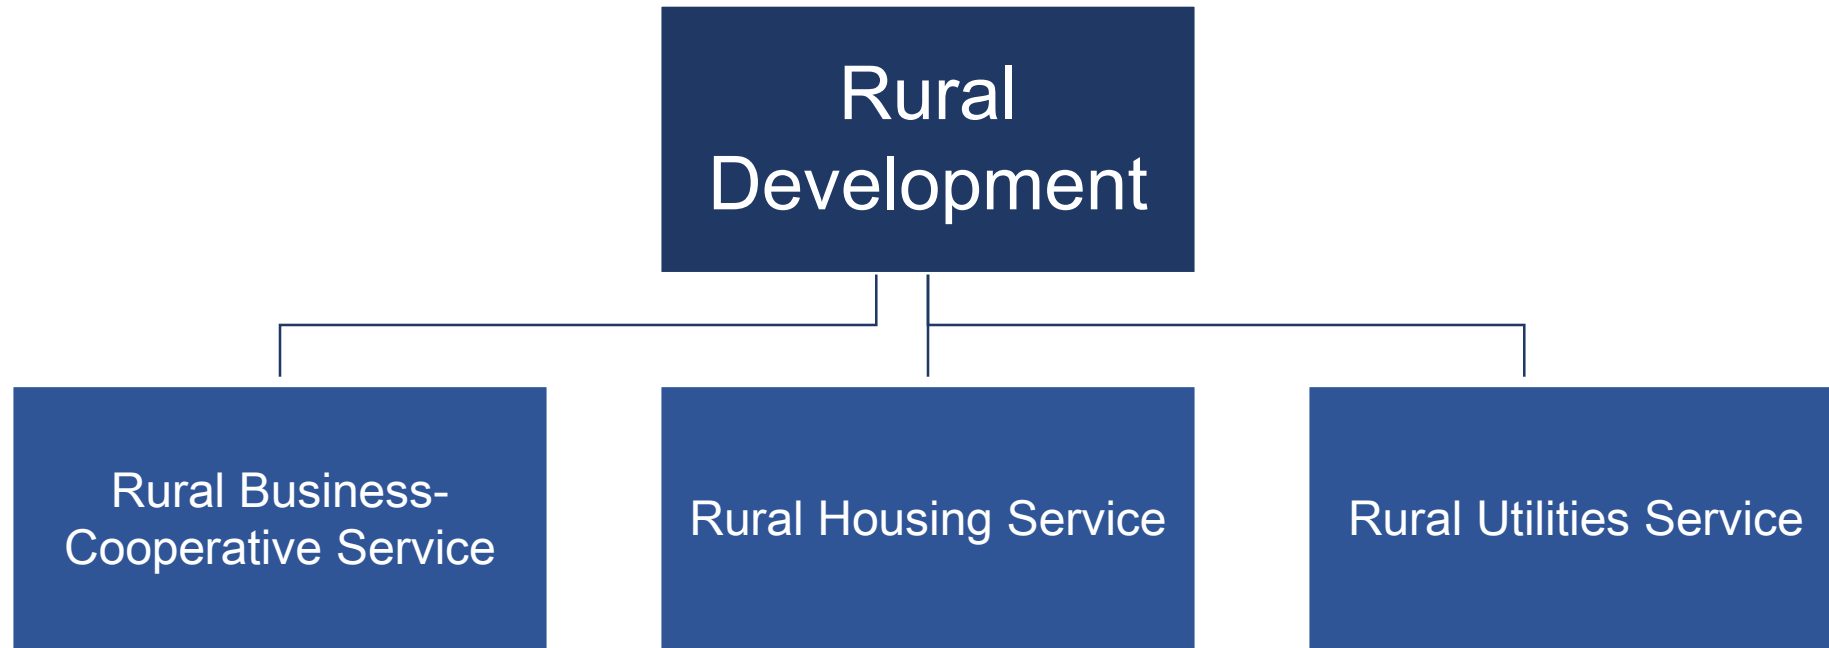 Rural
Development
Rural Business-
Cooperative Service
Rural Housing Service
Rural Utilities Service